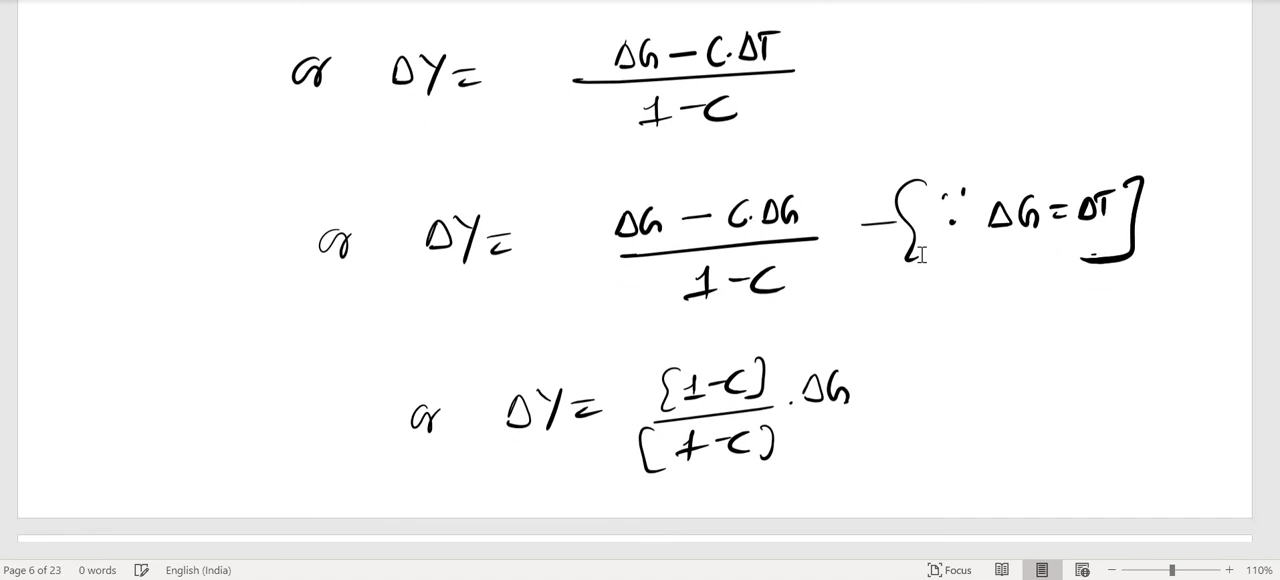 or ΔY = ΔG – C·ΔT
1 – C
or ΔY = ΔG – C·ΔG – { ∵ ΔG = ΔT ]
1 – C
or ΔY = {1-C] . ΔG
[1-C)
Page 6 of 23 0 words English (India) Focus 110%